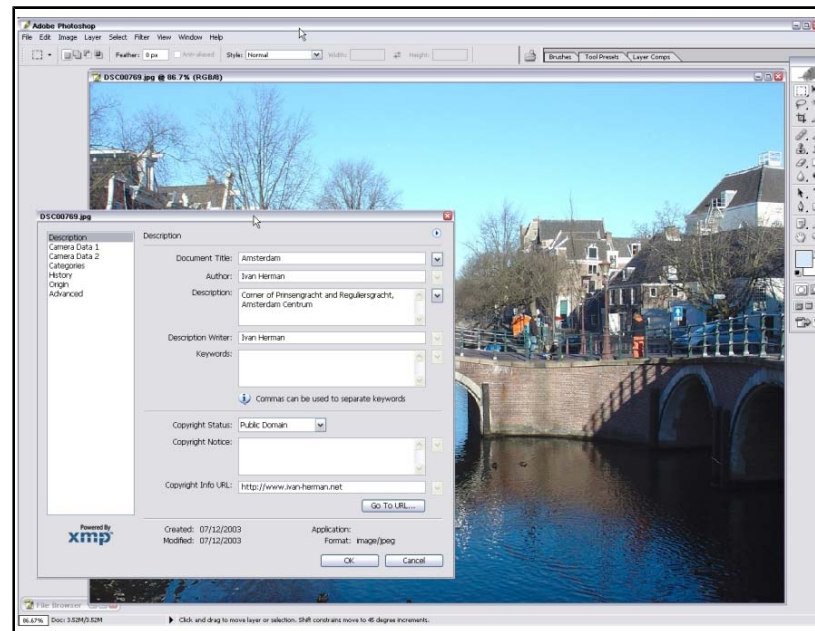 Adobe Photoshop
File Edit Image Layer Select Filter View Window Help
Feather: 0 px Anti-aliased Style: Normal Width: Height: Brushes Tool Presets Layer Comps
DSC00769.jpg @ 86.7% (RGB/8)
DSC00769.jpg
Description
Camera Data 1
Camera Data 2
Categories
History
Origin
Advanced
Description
Document Title: Amsterdam
Author: Ivan Herman
Description: Corner of Prinsengracht and Reguliersgracht,
Amsterdam Centrum
Description Writer: Ivan Herman
Keywords:
Commas can be used to separate keywords
Copyright Status: Public Domain
Copyright Notice:
Copyright Info URL: http://www.ivan-herman.net
Go To URL...
Powered By
xmp
Created: 07/12/2003 Application:
Modified: 07/12/2003 Format: image/jpeg
OK Cancel
File Browser
86.67% Doc: 3.52M/3.52M Click and drag to move layer or selection. Shift constrains move to 45 degree increments.